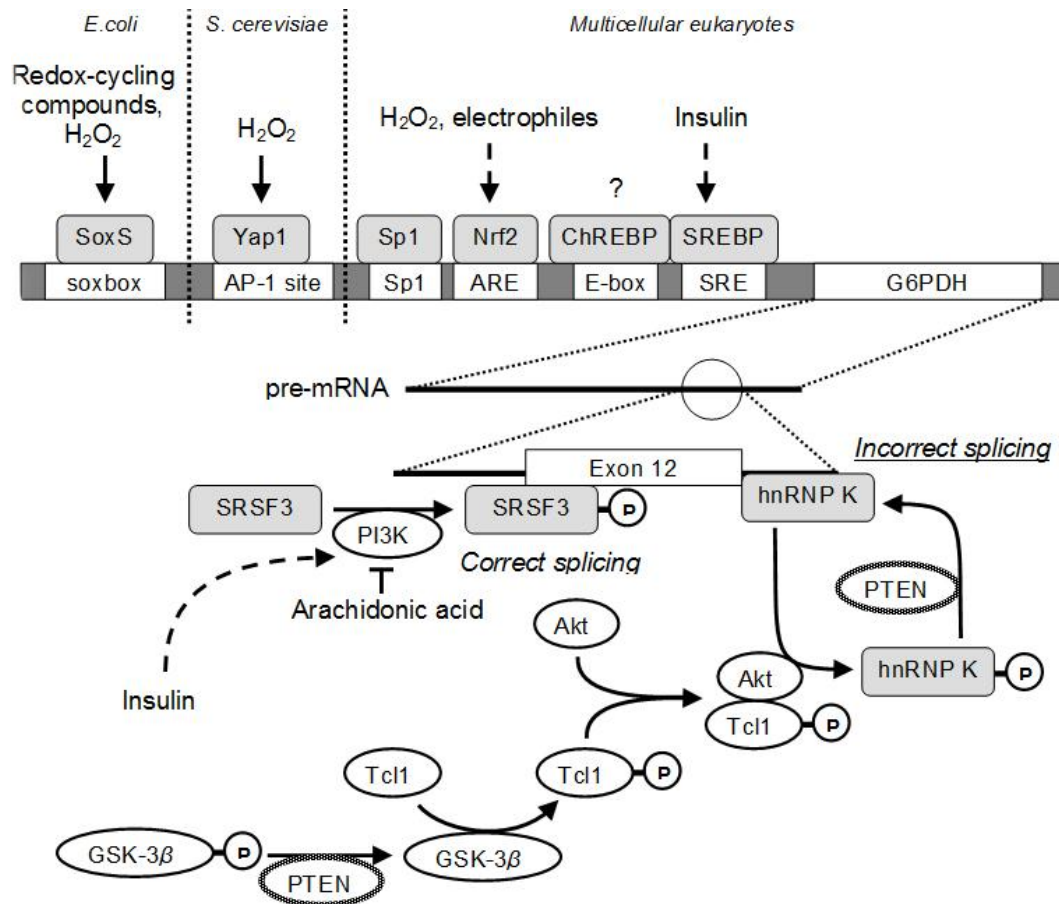 E.coli
S. cerevisiae
Multicellular eukaryotes
Redox-cycling
compounds,
H₂O₂
H₂O₂
H₂O₂, electrophiles
Insulin
?
SoxS
Yap1
Sp1
Nrf2
ChREBP
SREBP
soxbox
AP-1 site
Sp1
ARE
E-box
SRE
G6PDH
pre-mRNA
Incorrect splicing
Exon 12
SRSF3
SRSF3
P
hnRNP K
PI3K
Correct splicing
PTEN
Arachidonic acid
Akt
Akt
hnRNP K
P
Insulin
Tcl1
P
Tcl1
Tcl1
P
GSK-3β
P
GSK-3β
PTEN